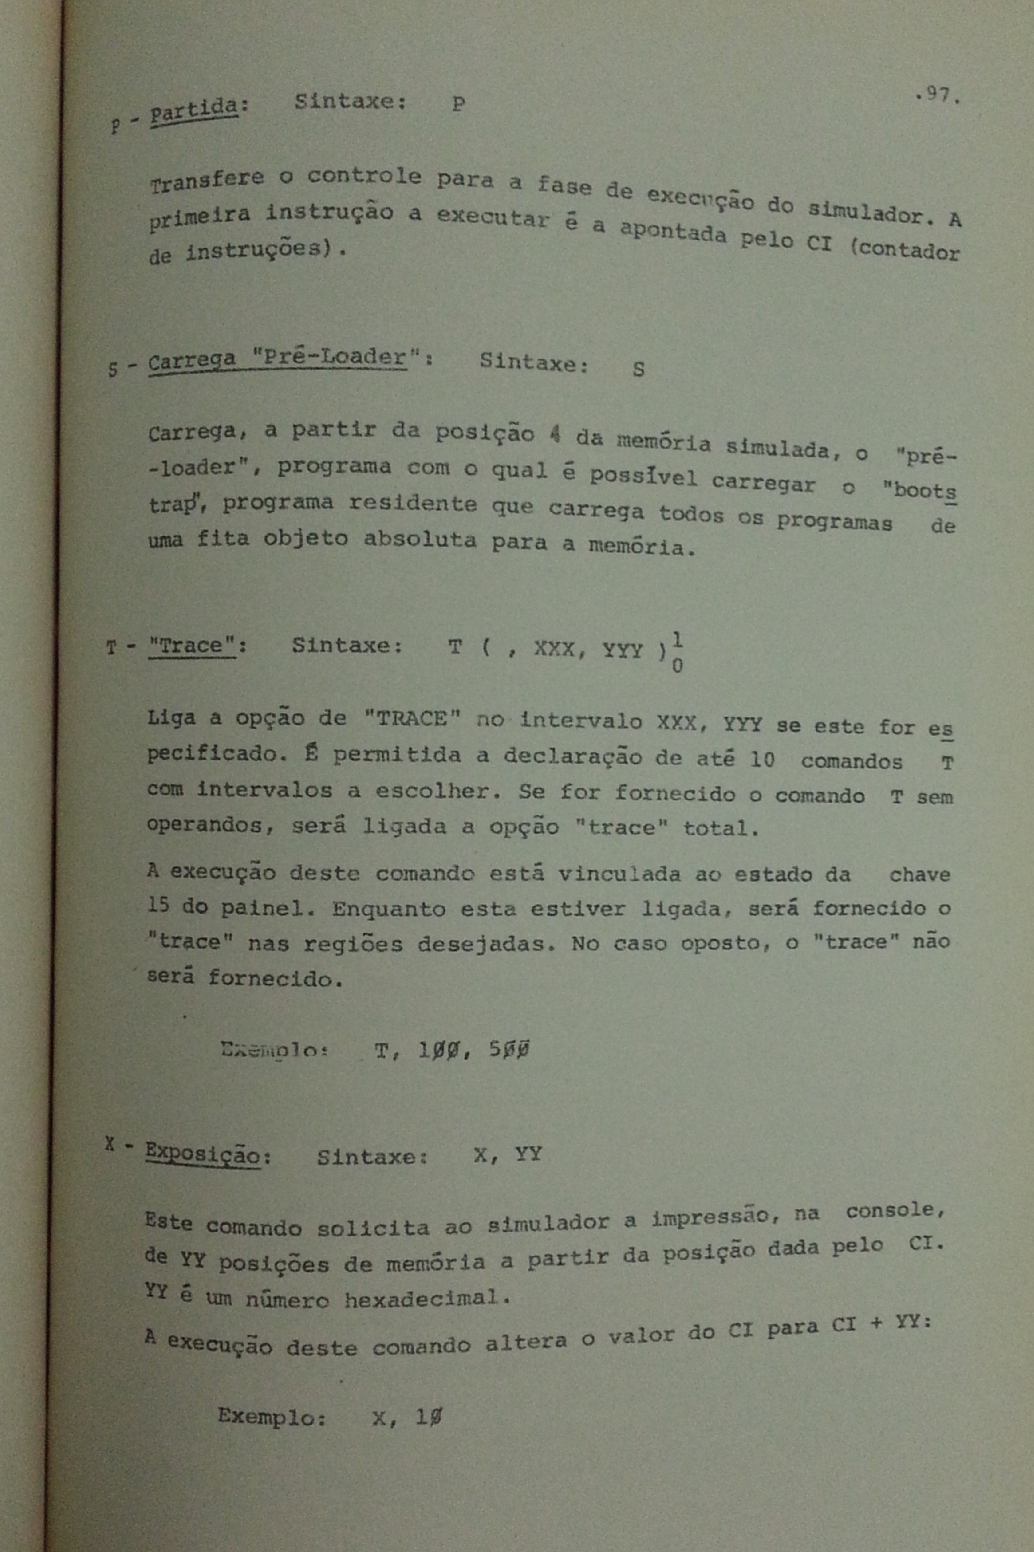 .97.
P - Partida: Sintaxe: P
Transfere o controle para a fase de execução do simulador. A
primeira instrução a executar é a apontada pelo CI (contador
de instruções).
S - Carrega "Pré-Loader": Sintaxe: S
Carrega, a partir da posição 4 da memória simulada, o "pré-
-loader", programa com o qual é possível carregar o "boots
trap", programa residente que carrega todos os programas de
uma fita objeto absoluta para a memória.
T - "Trace": Sintaxe: T ( , XXX, YYY )¹₀
Liga a opção de "TRACE" no intervalo XXX, YYY se este for es
pecificado. É permitida a declaração de até 10 comandos T
com intervalos a escolher. Se for fornecido o comando T sem
operandos, será ligada a opção "trace" total.
A execução deste comando está vinculada ao estado da chave
15 do painel. Enquanto esta estiver ligada, será fornecido o
"trace" nas regiões desejadas. No caso oposto, o "trace" não
será fornecido.
Exemplo: T, 1ØØ, 5ØØ
X - Exposição: Sintaxe: X, YY
Este comando solicita ao simulador a impressão, na console,
de YY posições de memória a partir da posição dada pelo CI.
YY é um número hexadecimal.
A execução deste comando altera o valor do CI para CI + YY:
Exemplo: X, 1Ø